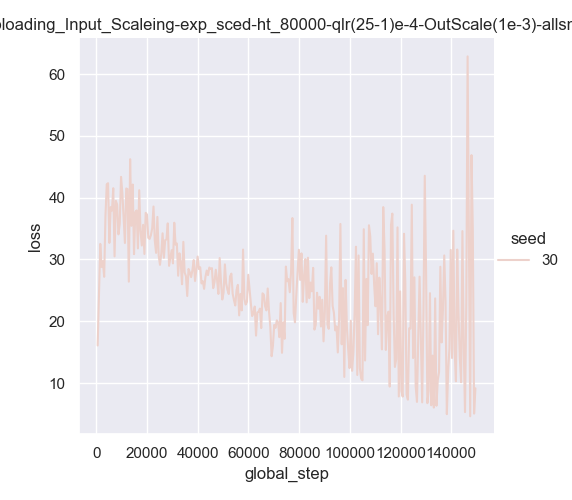 loading_Input_Scaleing-exp_sced-ht_80000-qlr(25-1)e-4-OutScale(1e-3)-allsr
60
50
40
30
20
10
loss
seed
30
0 20000 40000 60000 80000 100000 120000 140000
global_step